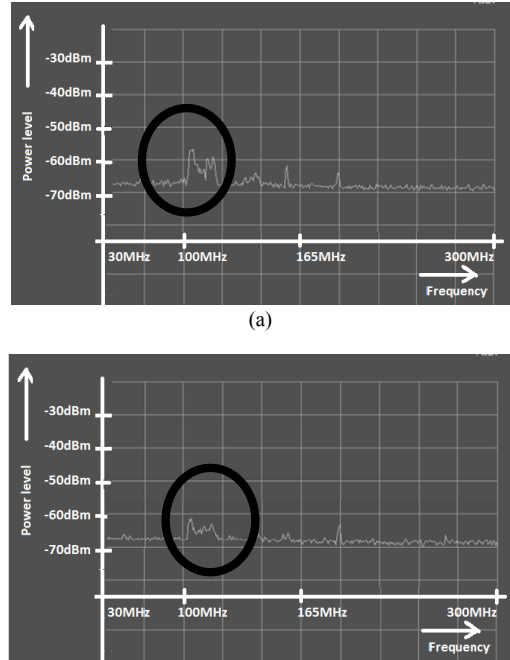 -30dBm
-40dBm
-50dBm
-60dBm
-70dBm
Power level
30MHz 100MHz 165MHz 300MHz
Frequency
(a)
-30dBm
-40dBm
-50dBm
-60dBm
-70dBm
Power level
30MHz 100MHz 165MHz 300MHz
Frequency